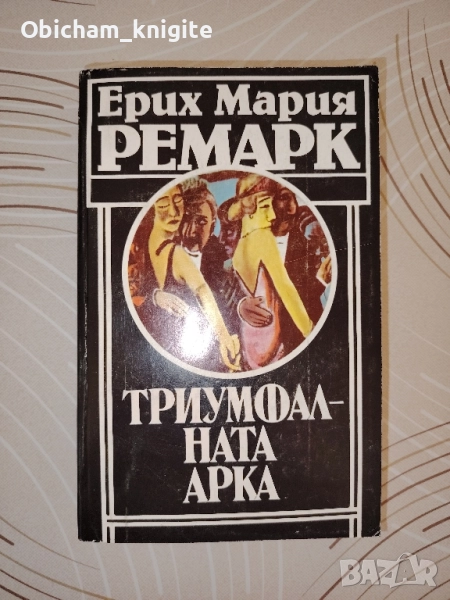 Obicham_knigite
Ерих Мария
РЕМАРК
ТРИУМФАЛ-
НАТА
АРКА
BAZAR